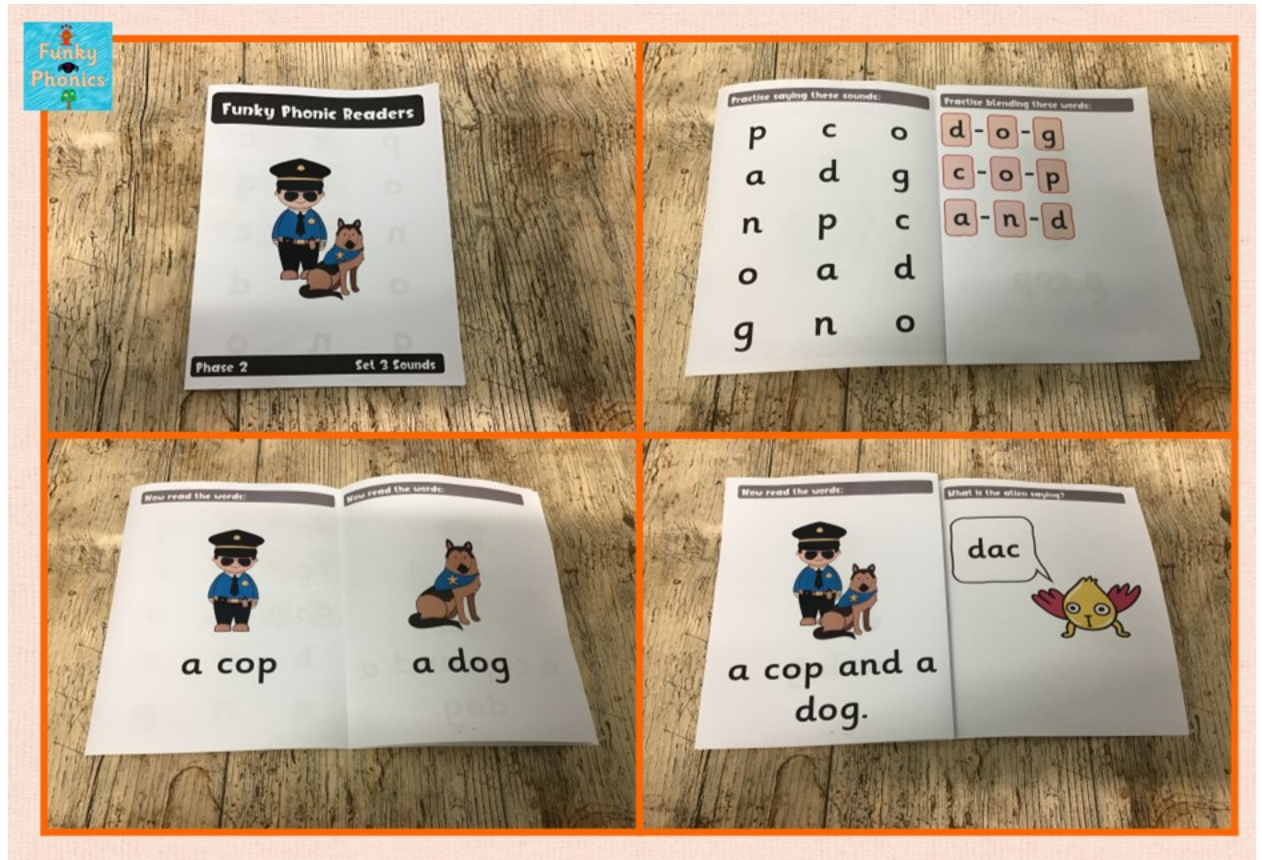 Funky
Phonics
Funky Phonic Readers
Phase 2 Set 3 Sounds
Practise saying these sounds:
p c o
a d g
n p c
o a d
g n o
Practise blending these words:
d-o-g
c-o-p
a-n-d
Now read the words:
a cop
Now read the words:
a dog
Now read the words:
a cop and a
dog.
What is the alien saying?
dac